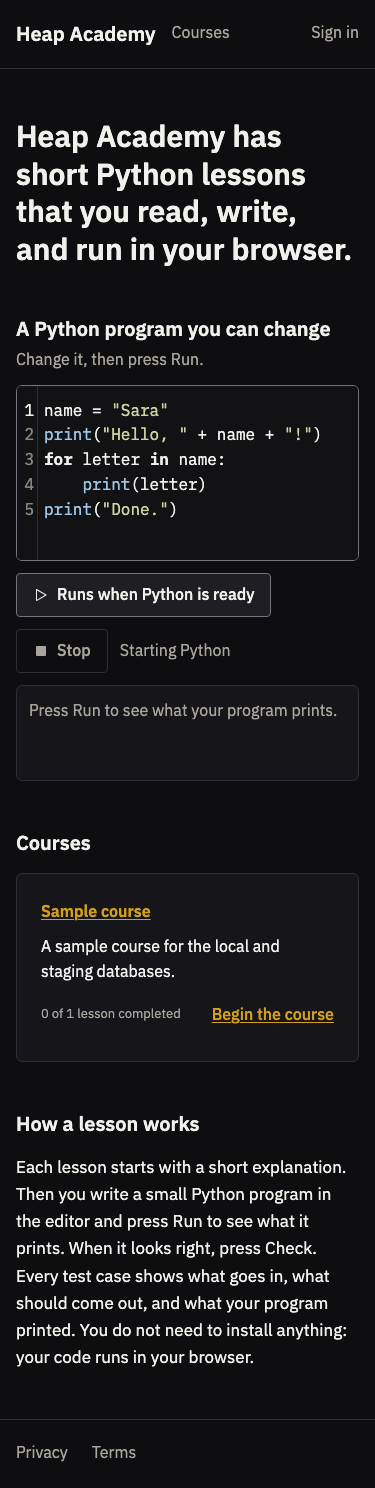 Heap Academy Courses Sign in
Heap Academy has
short Python lessons
that you read, write,
and run in your browser.
A Python program you can change
Change it, then press Run.
1 name = "Sara"
2 print("Hello, " + name + "!")
3 for letter in name:
4     print(letter)
5 print("Done.")
Runs when Python is ready
Stop Starting Python
Press Run to see what your program prints.
Courses
Sample course
A sample course for the local and
staging databases.
0 of 1 lesson completed Begin the course
How a lesson works
Each lesson starts with a short explanation.
Then you write a small Python program in
the editor and press Run to see what it
prints. When it looks right, press Check.
Every test case shows what goes in, what
should come out, and what your program
printed. You do not need to install anything:
your code runs in your browser.
Privacy Terms